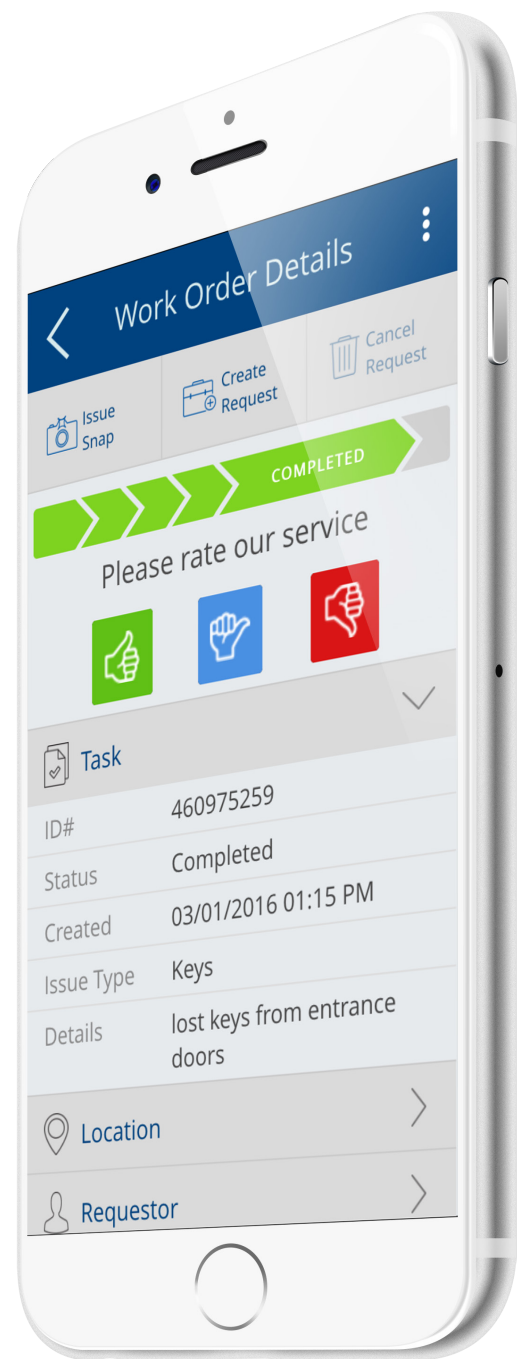 Work Order Details
Issue
Snap
Create
Request
Cancel
Request
COMPLETED
Please rate our service
Task
ID# 460975259
Status Completed
Created 03/01/2016 01:15 PM
Issue Type Keys
Details lost keys from entrance
doors
Location
Requestor